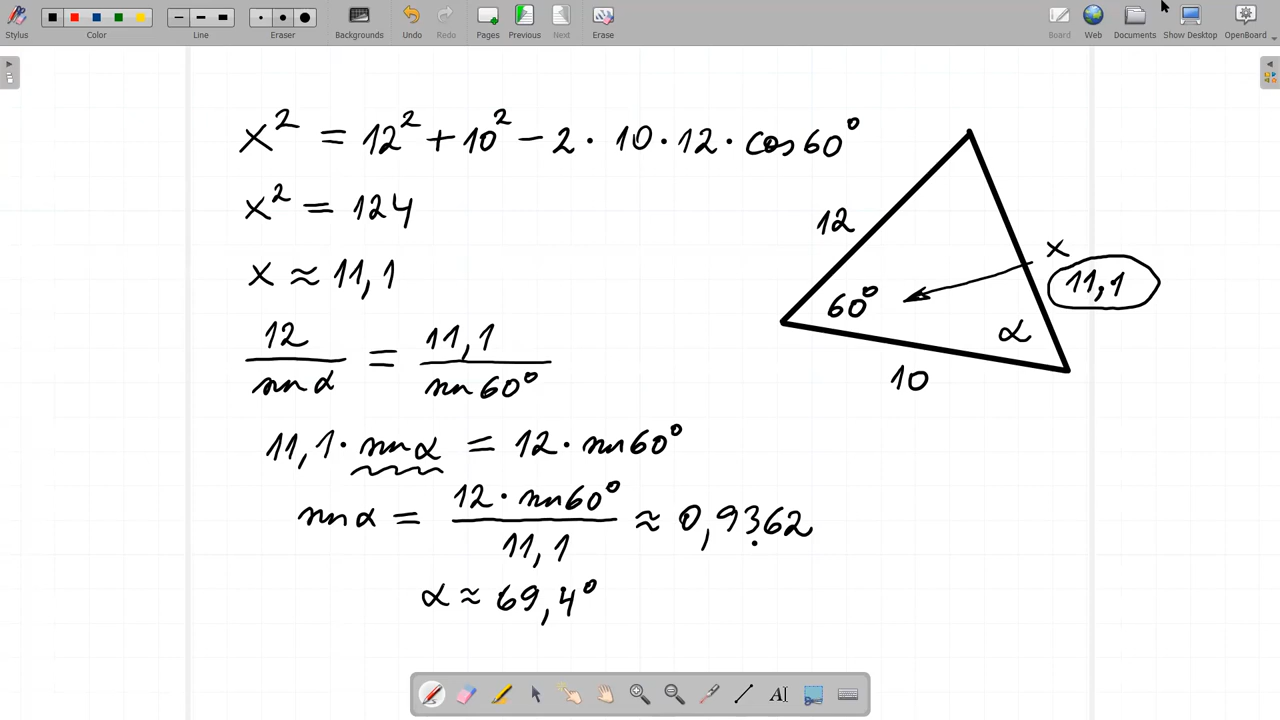 Stylus Color Line Eraser Backgrounds Undo Redo Pages Previous Next Erase Board Web Documents Show Desktop OpenBoard
x² = 12² + 10² − 2 · 10 · 12 · cos 60°
x² = 124
x ≈ 11,1
12/sin α = 11,1/sin 60°
11,1 · sin α = 12 · sin 60°
sin α = 12 · sin 60°/11,1 ≈ 0,9362
α ≈ 69,4°
12
x
11,1
60°
α
10
AI